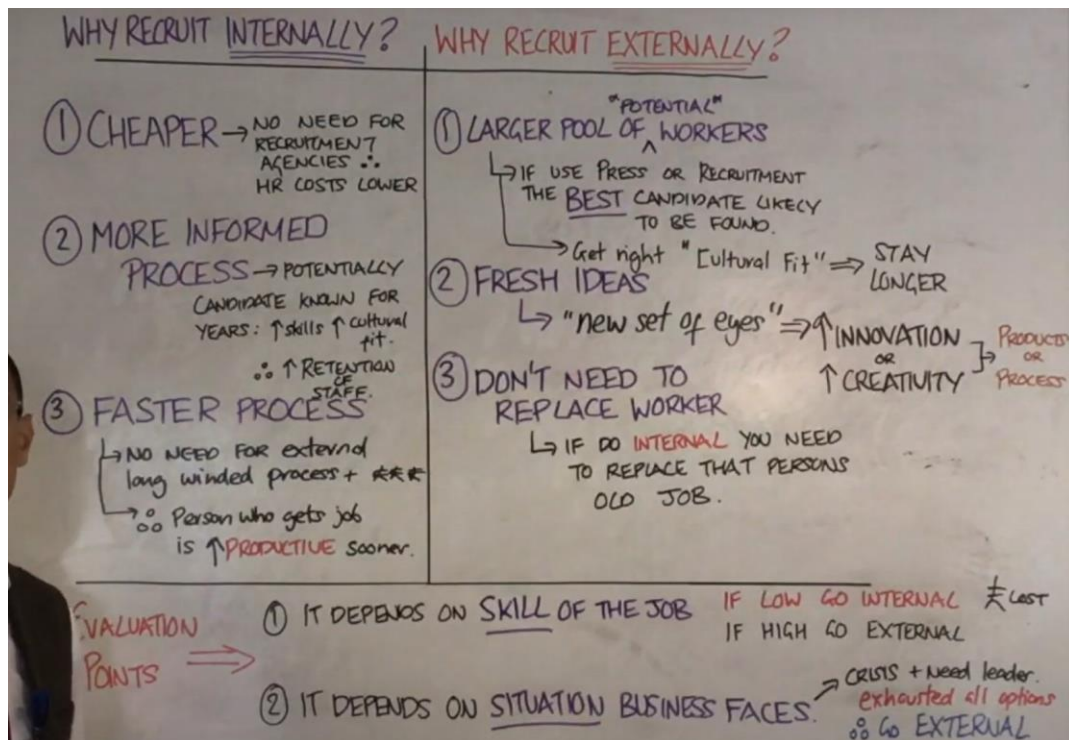 WHY RECRUIT INTERNALLY?
① CHEAPER → NO NEED FOR
RECRUITMENT
AGENCIES ∴
HR COSTS LOWER
② MORE INFORMED
PROCESS → POTENTIALLY
CANDIDATE KNOWN FOR
YEARS: ↑ skills ↑ cultural
fit.
∴ ↑ RETENTION
OF
STAFF.
③ FASTER PROCESS
↳ NO NEED FOR external
long winded process +
→ ∴ Person who gets job
is ↑ PRODUCTIVE sooner.
WHY RECRUIT EXTERNALLY?
"POTENTIAL"
① LARGER POOL OF ^ WORKERS
↳ IF USE PRESS OR RECRUITMENT
THE BEST CANDIDATE LIKELY
TO BE FOUND.
→ Get right "Cultural Fit" ⇒ STAY
LONGER
② FRESH IDEAS
↳ "new set of eyes" ⇒ ↑ INNOVATION
OR
↑ CREATIVITY
PRODUCTS
OR
PROCESS
③ DON'T NEED TO
REPLACE WORKER
↳ IF DO INTERNAL YOU NEED
TO REPLACE THAT PERSONS
OLD JOB.
EVALUATION
POINTS ⇒
① IT DEPENDS ON SKILL OF THE JOB
IF LOW GO INTERNAL
COST
IF HIGH GO EXTERNAL
② IT DEPENDS ON SITUATION BUSINESS FACES.
→ CRISIS + Need leader.
exhausted all options
∴ GO EXTERNAL